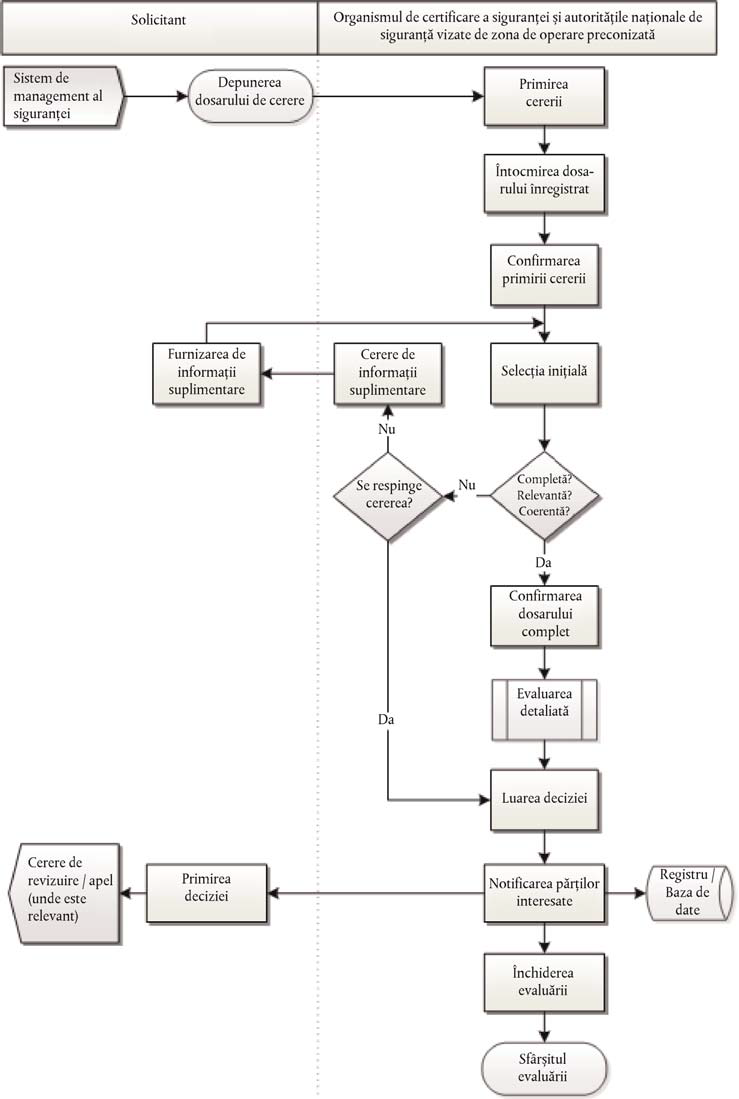 Solicitant
Organismul de certificare a siguranței și autoritățile naționale de
siguranță vizate de zona de operare preconizată
Sistem de
management al
siguranței
Depunerea
dosarului de cerere
Primirea
cererii
Întocmirea dosa-
rului înregistrat
Confirmarea
primirii cererii
Furnizarea de
informații
suplimentare
Cerere de
informații
suplimentare
Selecția inițială
Nu
Se respinge
cererea?
Nu
Completă?
Relevantă?
Coerentă?
Da
Confirmarea
dosarului
complet
Evaluarea
detaliată
Da
Luarea deciziei
Cerere de
revizuire / apel
(unde este
relevant)
Primirea
deciziei
Notificarea părților
interesate
Registru /
Baza de
date
Închiderea
evaluării
Sfârșitul
evaluării